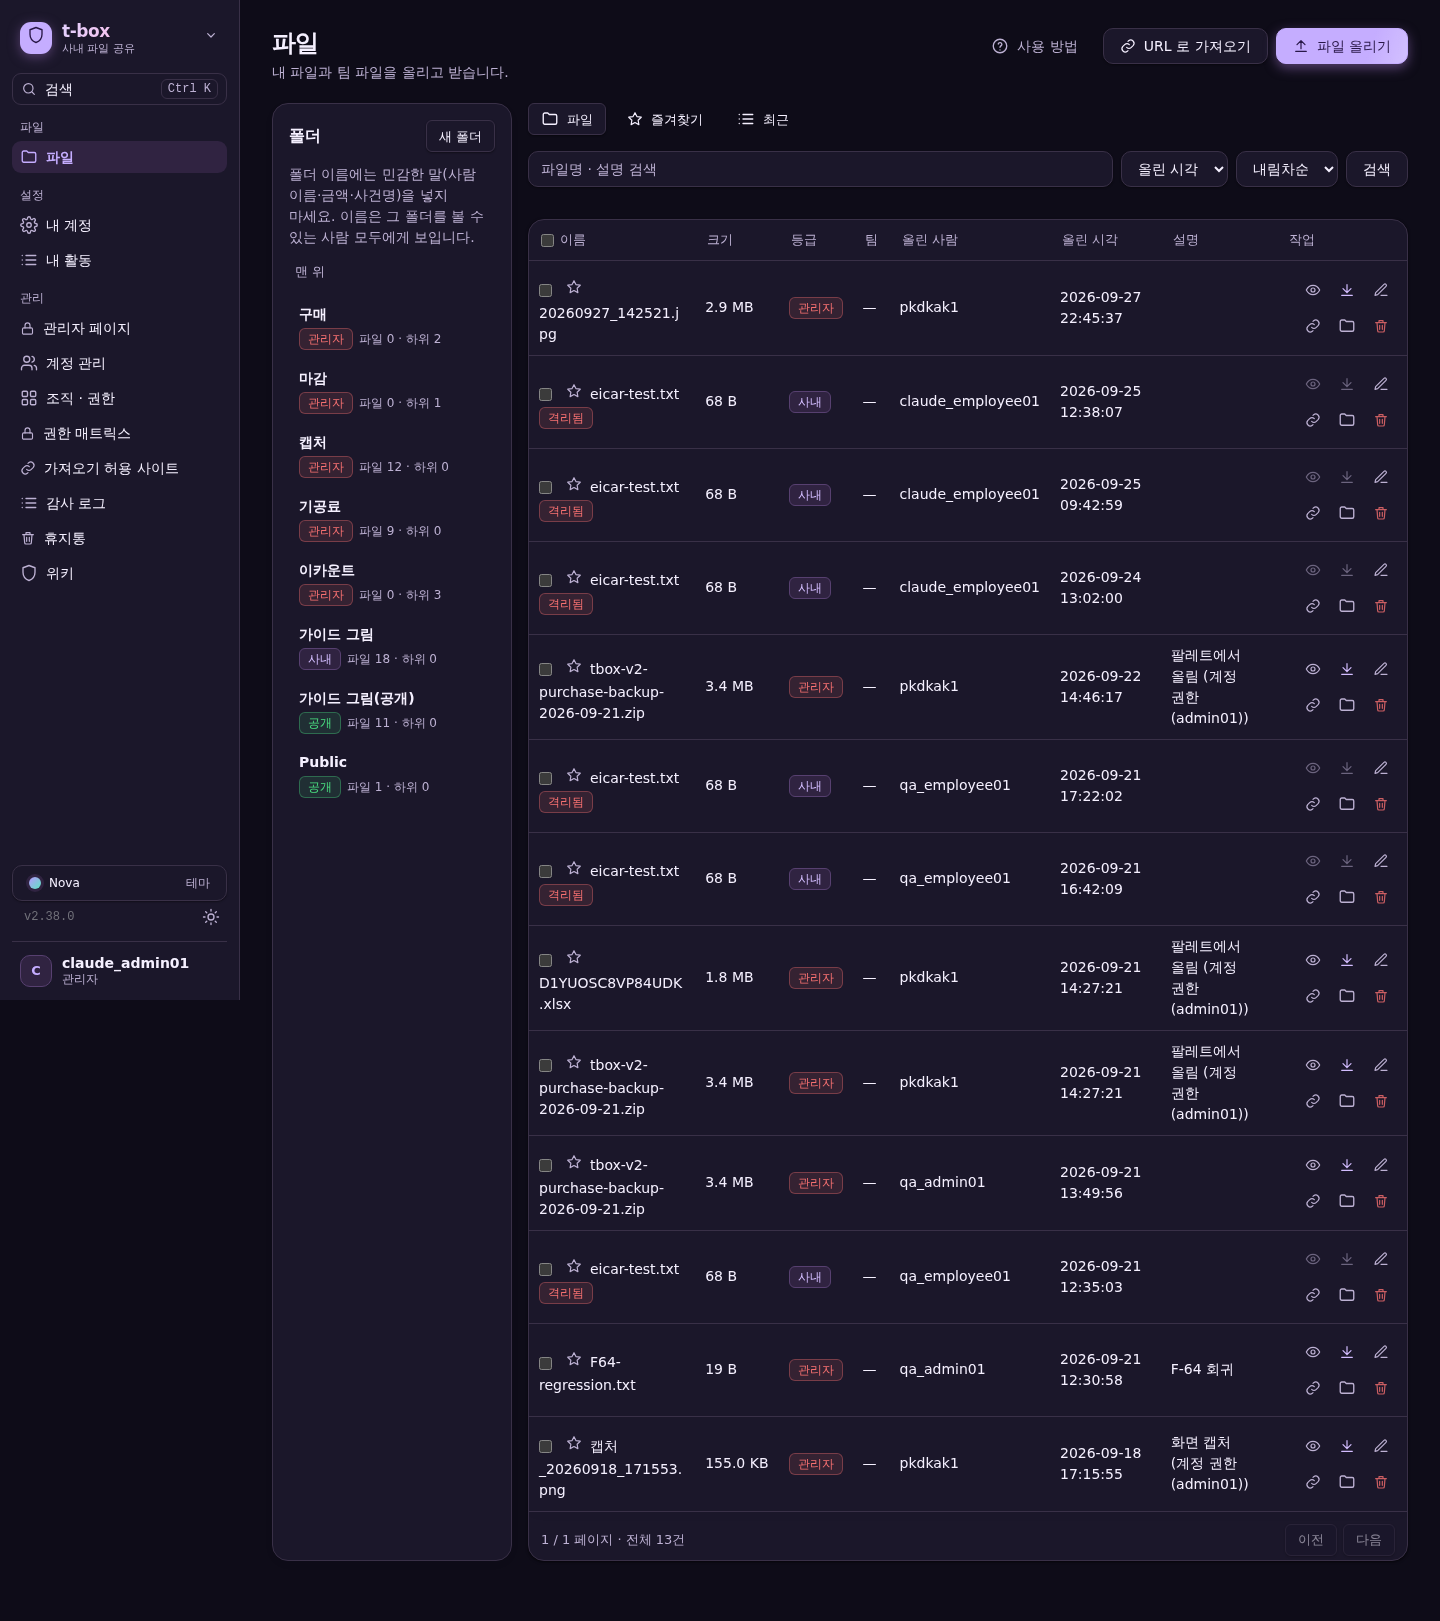 t-box
사내 파일 공유
검색
Ctrl K
파일
파일
설정
내 계정
내 활동
관리
관리자 페이지
계정 관리
조직 · 권한
권한 매트릭스
가져오기 허용 사이트
감사 로그
휴지통
위키
Nova
테마
v2.38.0
C
claude_admin01
관리자
파일
내 파일과 팀 파일을 올리고 받습니다.
사용 방법
URL 로 가져오기
파일 올리기
폴더
새 폴더
폴더 이름에는 민감한 말(사람
이름·금액·사건명)을 넣지
마세요. 이름은 그 폴더를 볼 수
있는 사람 모두에게 보입니다.
맨 위
구매
관리자 파일 0 · 하위 2
마감
관리자 파일 0 · 하위 1
캡처
관리자 파일 12 · 하위 0
기공료
관리자 파일 9 · 하위 0
이카운트
관리자 파일 0 · 하위 3
가이드 그림
사내 파일 18 · 하위 0
가이드 그림(공개)
공개 파일 11 · 하위 0
Public
공개 파일 1 · 하위 0
파일
즐겨찾기
최근
파일명 · 설명 검색
올린 시각
내림차순
검색
이름 크기 등급 팀 올린 사람 올린 시각 설명 작업
20260927_142521.j
pg
2.9 MB
관리자
—
pkdkak1
2026-09-27
22:45:37
eicar-test.txt
격리됨
68 B
사내
—
claude_employee01
2026-09-25
12:38:07
eicar-test.txt
격리됨
68 B
사내
—
claude_employee01
2026-09-25
09:42:59
eicar-test.txt
격리됨
68 B
사내
—
claude_employee01
2026-09-24
13:02:00
tbox-v2-
purchase-backup-
2026-09-21.zip
3.4 MB
관리자
—
pkdkak1
2026-09-22
14:46:17
팔레트에서
올림 (계정
권한
(admin01))
eicar-test.txt
격리됨
68 B
사내
—
qa_employee01
2026-09-21
17:22:02
eicar-test.txt
격리됨
68 B
사내
—
qa_employee01
2026-09-21
16:42:09
D1YUOSC8VP84UDK
.xlsx
1.8 MB
관리자
—
pkdkak1
2026-09-21
14:27:21
팔레트에서
올림 (계정
권한
(admin01))
tbox-v2-
purchase-backup-
2026-09-21.zip
3.4 MB
관리자
—
pkdkak1
2026-09-21
14:27:21
팔레트에서
올림 (계정
권한
(admin01))
tbox-v2-
purchase-backup-
2026-09-21.zip
3.4 MB
관리자
—
qa_admin01
2026-09-21
13:49:56
eicar-test.txt
격리됨
68 B
사내
—
qa_employee01
2026-09-21
12:35:03
F64-
regression.txt
19 B
관리자
—
qa_admin01
2026-09-21
12:30:58
F-64 회귀
캡처
_20260918_171553.
png
155.0 KB
관리자
—
pkdkak1
2026-09-18
17:15:55
화면 캡처
(계정 권한
(admin01))
1 / 1 페이지 · 전체 13건
이전
다음